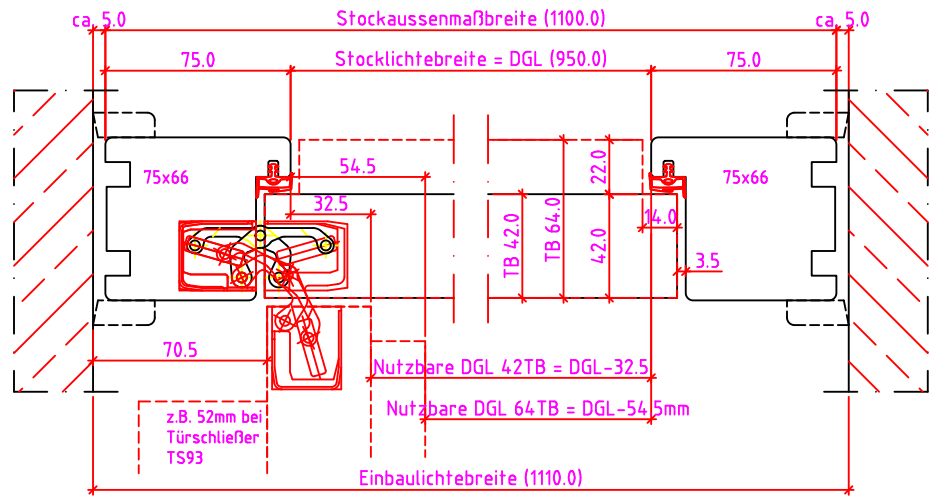 ca. 5.0
Stockaussenmaßbreite (1100.0)
ca. 5.0
75.0
Stocklichtebreite = DGL (950.0)
75.0
75x66
54.5
32.5
22.0
75x66
TB 42.0
TB 64.0
42.0
14.0
3.5
70.5
Nutzbare DGL 42TB = DGL-32.5
Nutzbare DGL 64TB = DGL-54.5mm
z.B. 52mm bei
Türschließer
TS93
Einbaulichtebreite (1110.0)